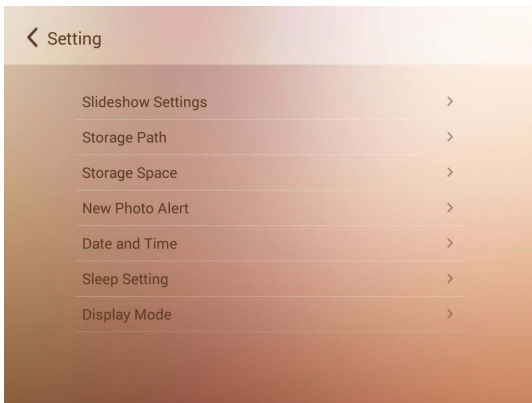 Setting
Slideshow Settings
Storage Path
Storage Space
New Photo Alert
Date and Time
Sleep Setting
Display Mode